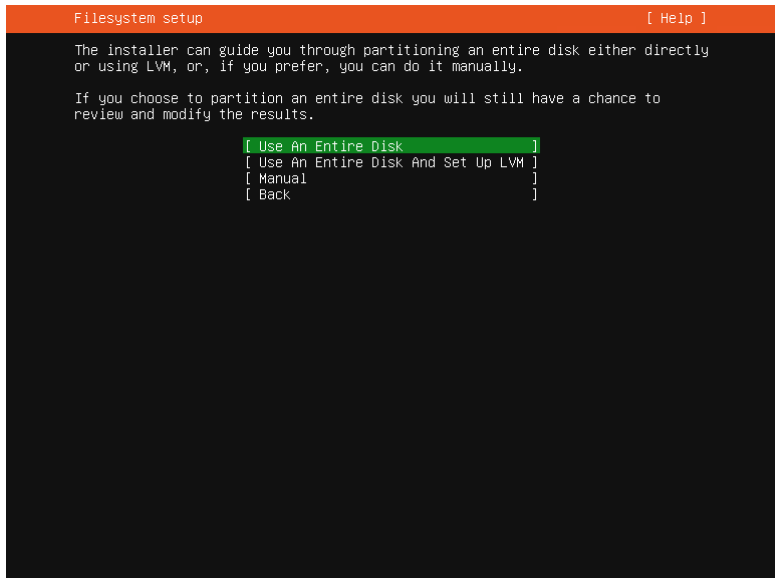 Filesystem setup [ Help ]
The installer can guide you through partitioning an entire disk either directly
or using LVM, or, if you prefer, you can do it manually.
If you choose to partition an entire disk you will still have a chance to
review and modify the results.
[ Use An Entire Disk ]
[ Use An Entire Disk And Set Up LVM ]
[ Manual ]
[ Back ]